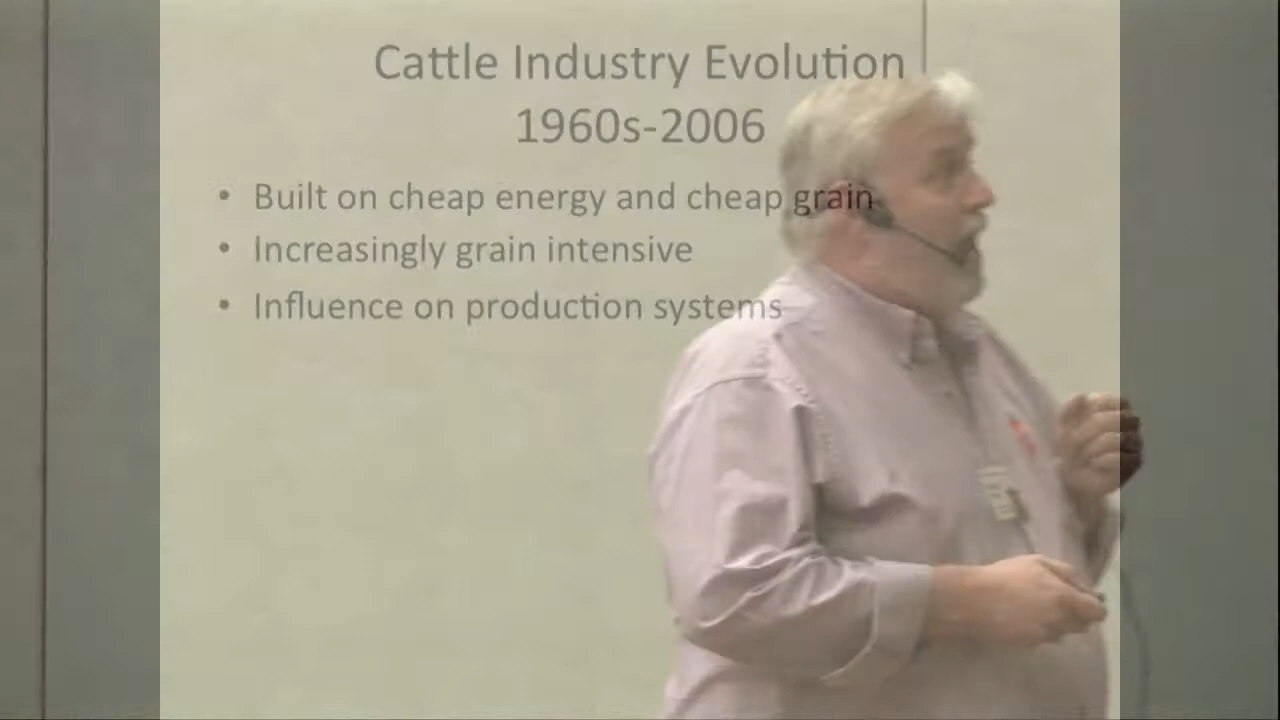 Cattle Industry Evolution
1960s-2006
• Built on cheap energy and cheap grain
• Increasingly grain intensive
• Influence on production systems